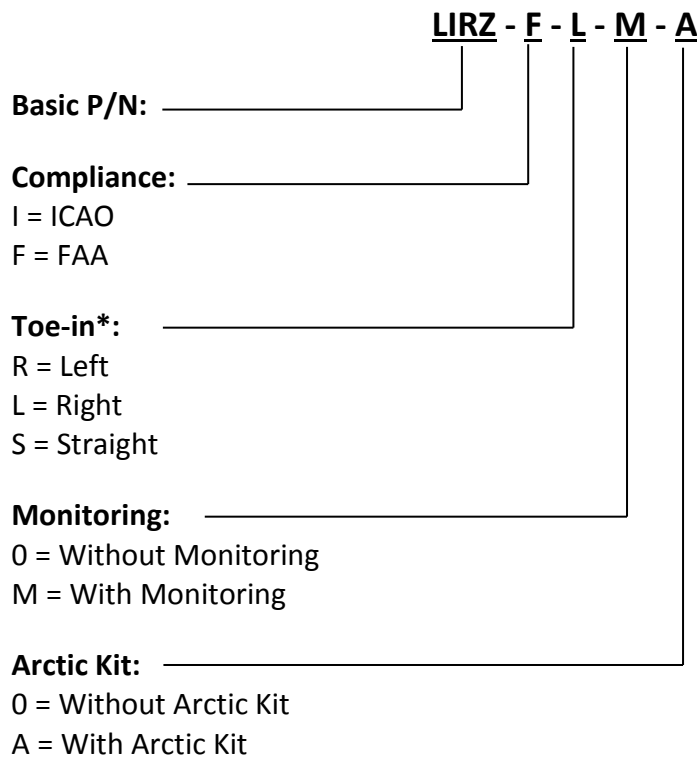 LIRZ - F - L - M - A
Basic P/N:
Compliance:
I = ICAO
F = FAA
Toe-in*:
R = Left
L = Right
S = Straight
Monitoring:
0 = Without Monitoring
M = With Monitoring
Arctic Kit:
0 = Without Arctic Kit
A = With Arctic Kit